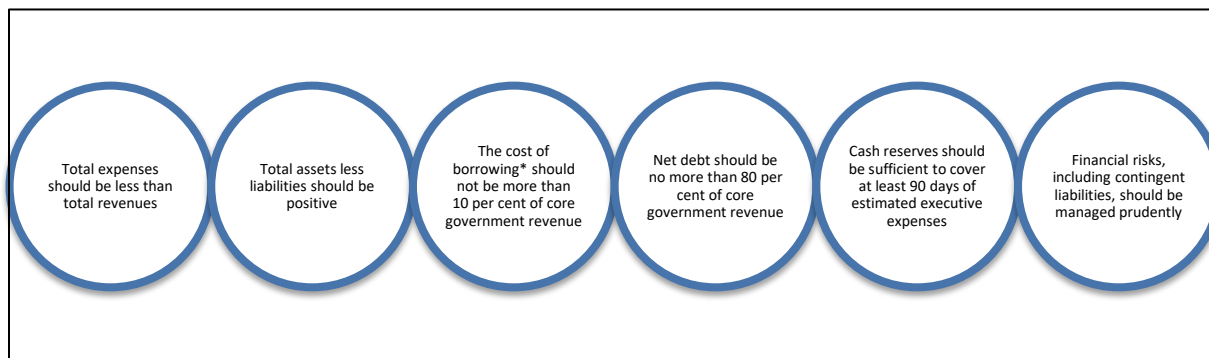 Total expenses
should be less than
total revenues
Total assets less
liabilities should be
positive
The cost of
borrowing* should
not be more than
10 per cent of core
government revenue
Net debt should be
no more than 80 per
cent of core
government revenue
Cash reserves should
be sufficient to cover
at least 90 days of
estimated executive
expenses
Financial risks,
including contingent
liabilities, should be
managed prudently